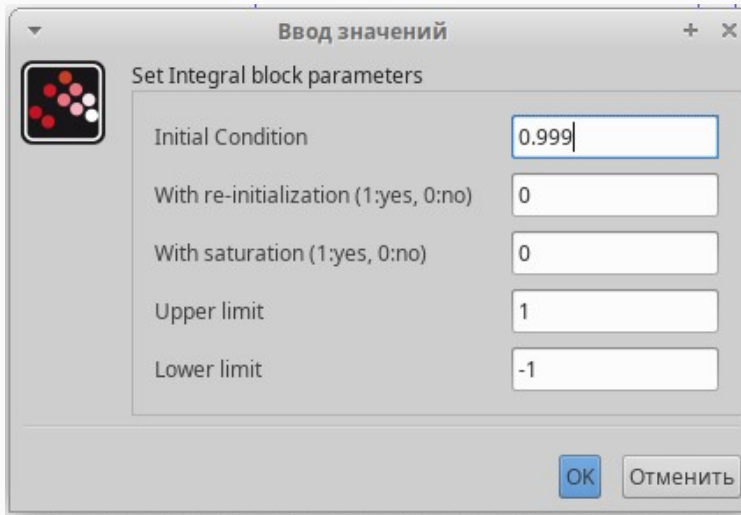 Ввод значений
Set Integral block parameters
Initial Condition 0.999
With re-initialization (1:yes, 0:no) 0
With saturation (1:yes, 0:no) 0
Upper limit 1
Lower limit -1
OK Отменить